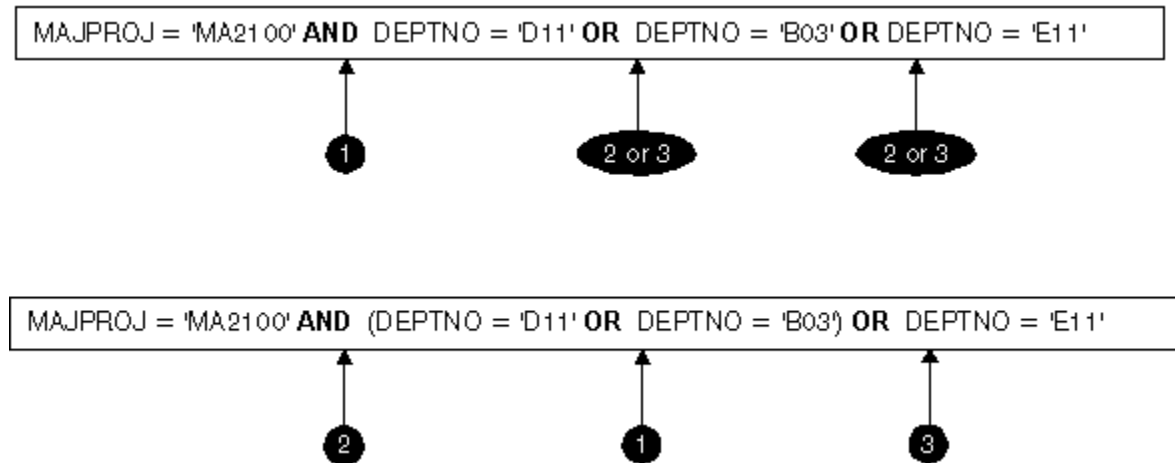 MAJPROJ = 'MA2100' AND DEPTNO = 'D11' OR DEPTNO = 'B03' OR DEPTNO = 'E11'
1 2 or 3 2 or 3
MAJPROJ = 'MA2100' AND (DEPTNO = 'D11' OR DEPTNO = 'B03') OR DEPTNO = 'E11'
2 1 3